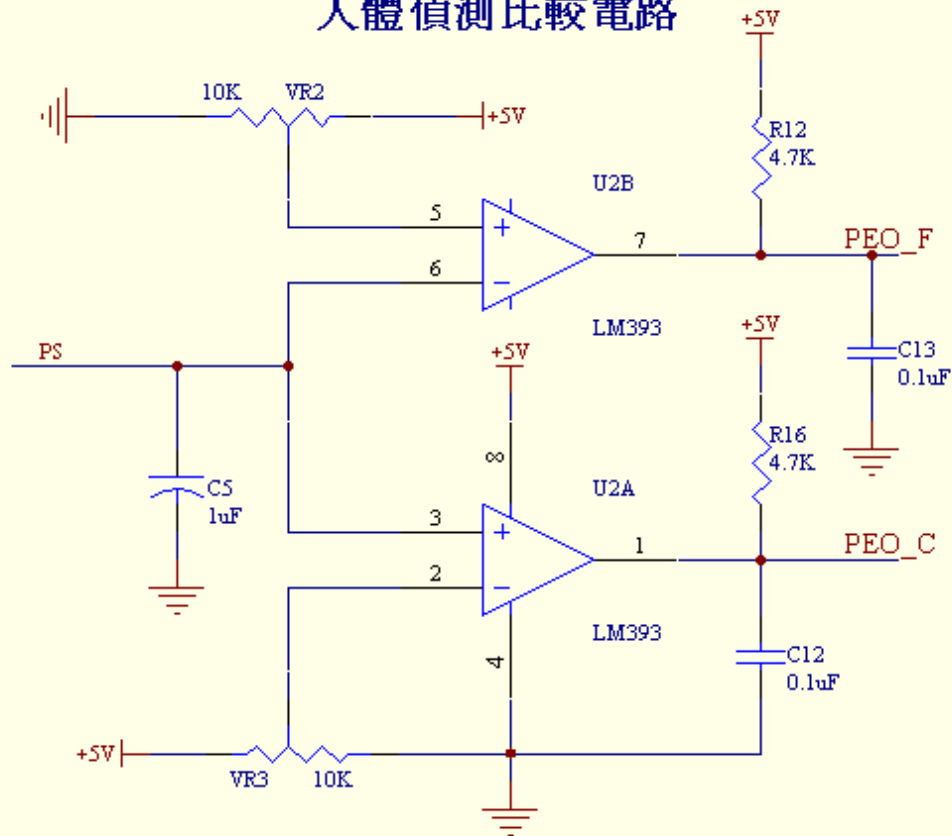 人體偵測比較電路
+5V
10K VR2
+5V
R12
4.7K
U2B
5
6
7
PEO_F
LM393
C13
0.1uF
PS
+5V
+5V
8
R16
4.7K
C5
1uF
U2A
3
2
1
PEO_C
LM393
4
C12
0.1uF
+5V
VR3 10K